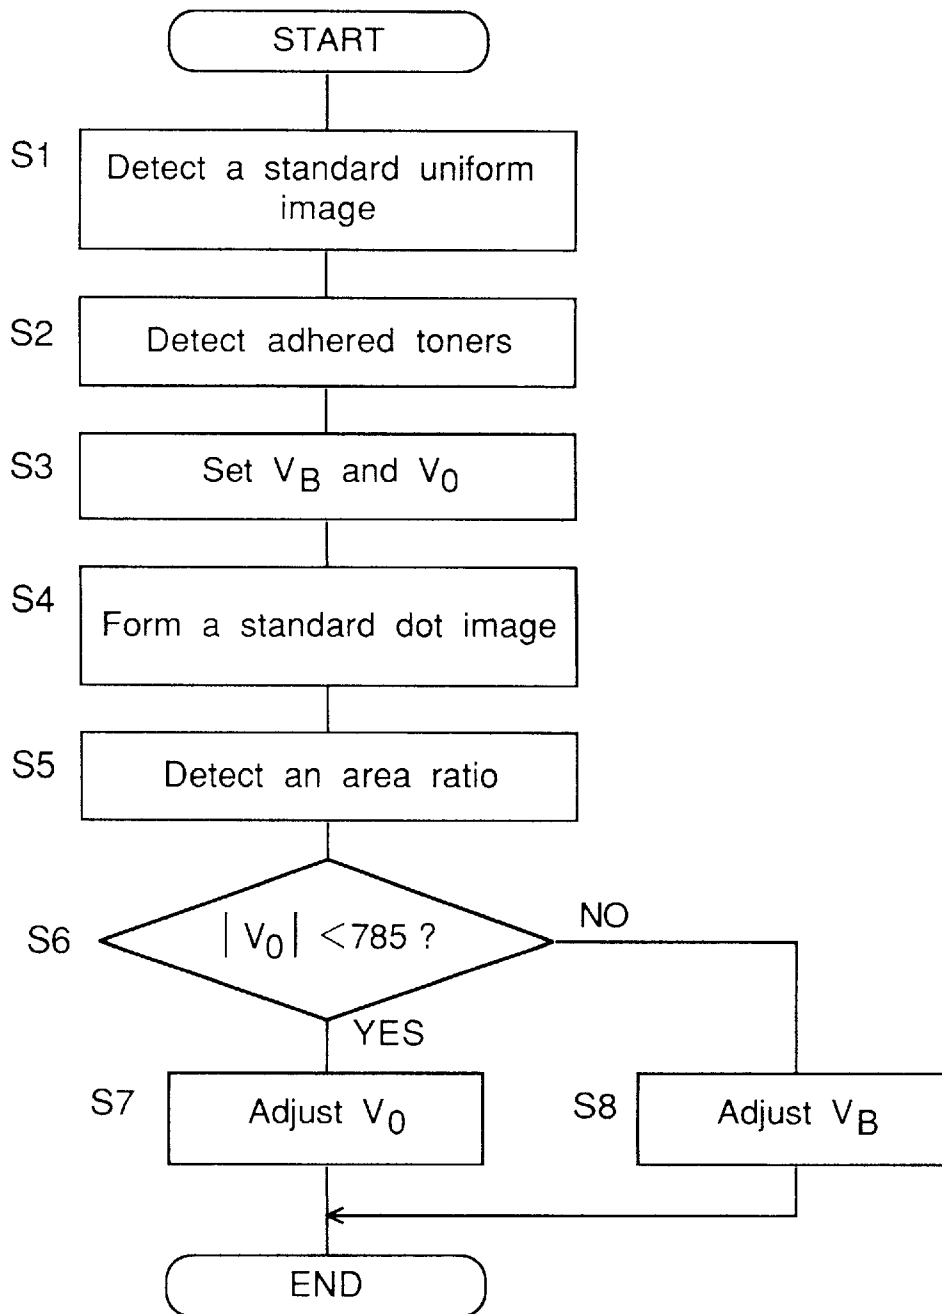 START
S1
Detect a standard uniform
image
S2
Detect adhered toners
S3
Set V_B and V_0
S4
Form a standard dot image
S5
Detect an area ratio
S6
|V_0| <785 ?
NO
YES
S7
Adjust V_0
S8
Adjust V_B
END